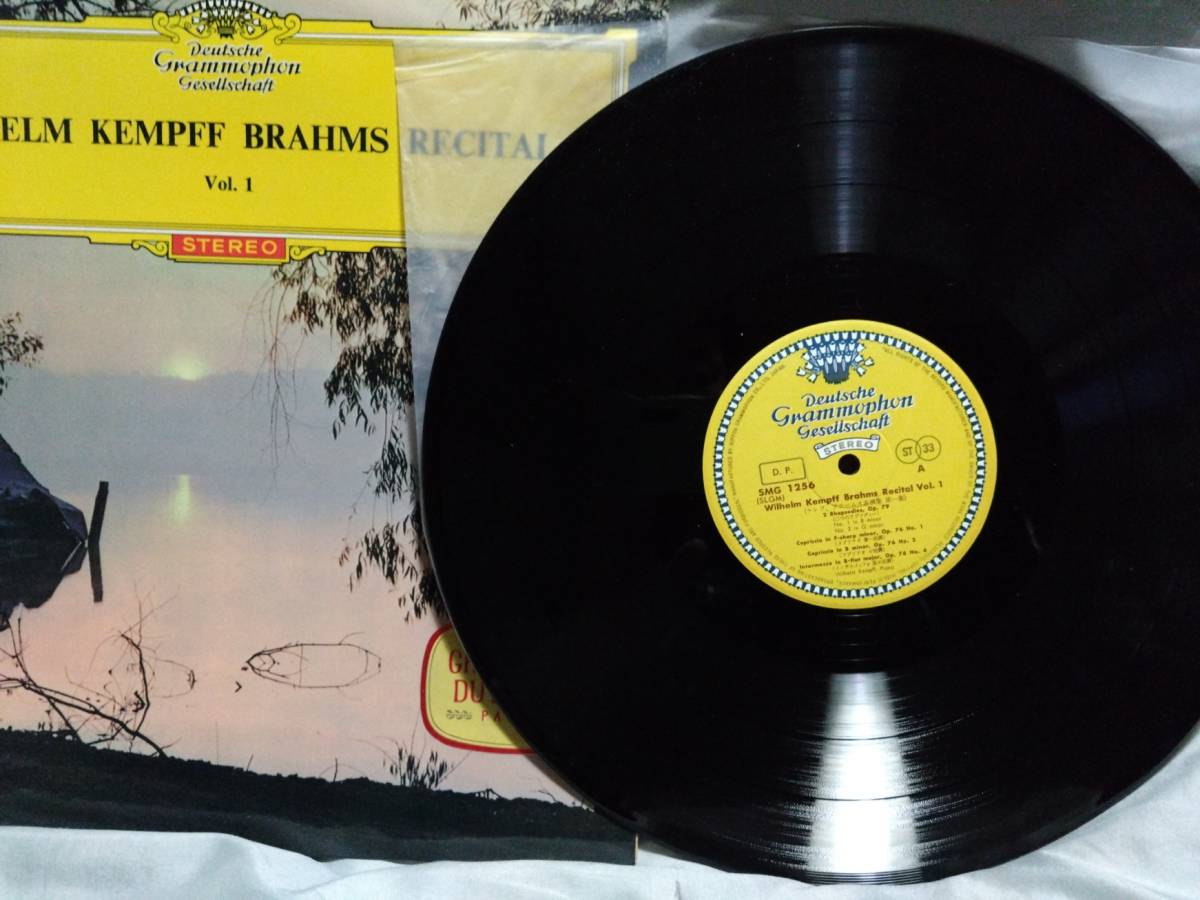 Deutsche
Grammophon
Gesellschaft
ELM KEMPFF BRAHMS RECITAL
Vol. 1
STEREO
G
DU
PA
Deutsche
Grammophon
Gesellschaft
STEREO
ST 33
D. P.
A
SMG 1256
(SLGM)
Wilhelm Kempff Brahms Recital Vol. 1
2 Rhapsodies, Op. 79
No. 1 in B minor
No. 2 in G minor
Capriccio in F-sharp minor, Op. 76 No. 1
Capriccio in B minor, Op. 76 No. 2
Intermezzo in B-flat major, Op. 76 No. 4
Wilhelm Kempff, Piano